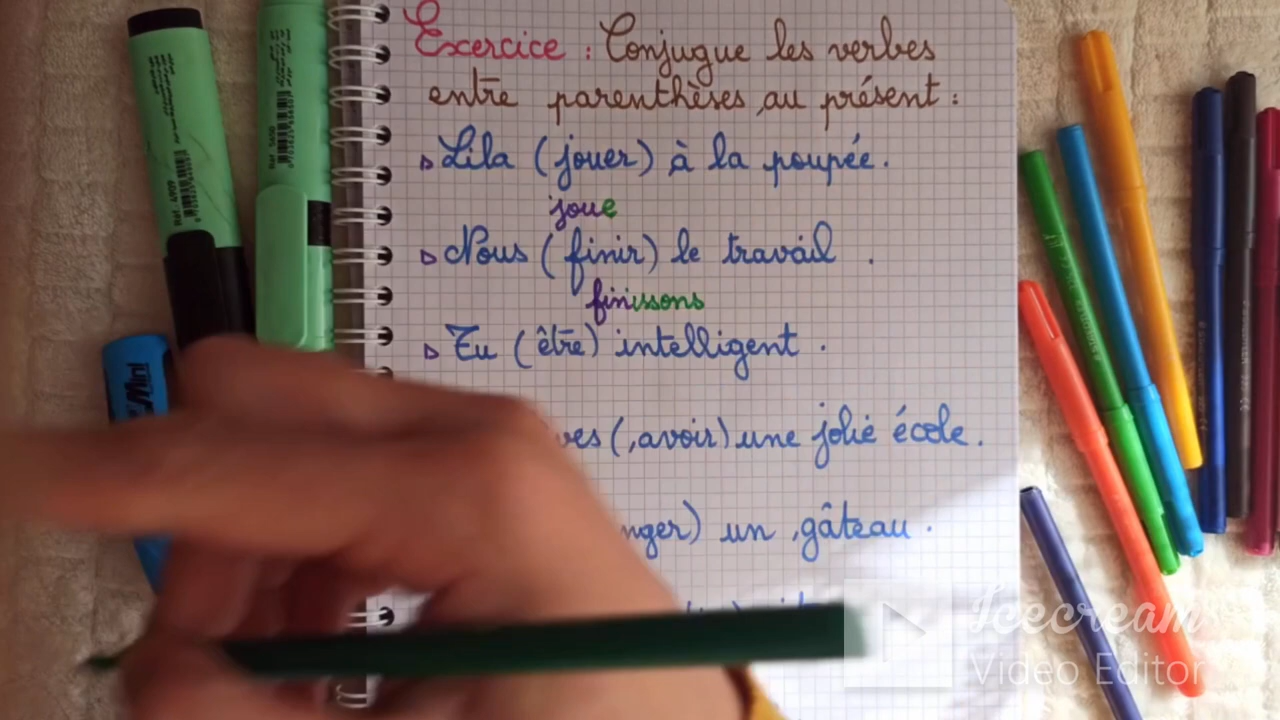 Exercice : Conjugue les verbes
entre parenthèses au présent :
Lila (jouer) à la poupée.
joue
Nous (finir) le travail.
finissons
Tu (être) intelligent.
(avoir) une jolie école.
un gâteau.
Icecream
Video Editor